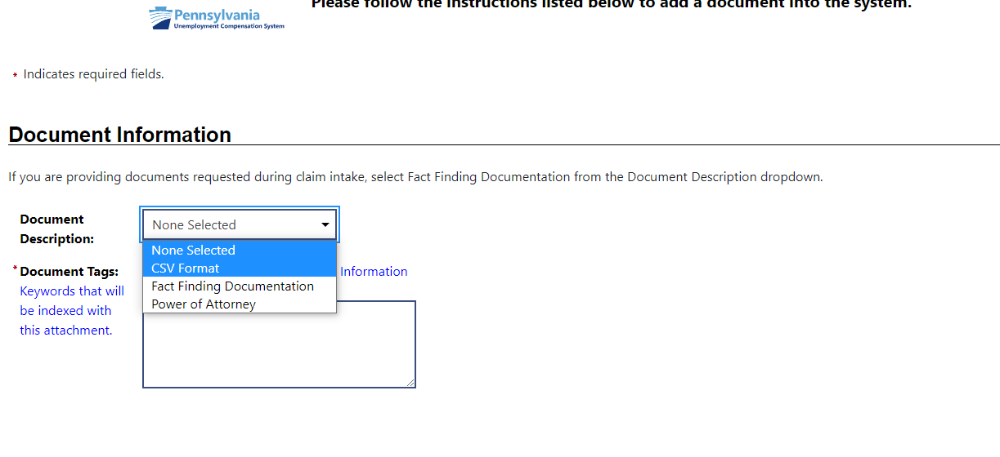 Please follow the instructions listed below to add a document into the system.
Pennsylvania
Unemployment Compensation System
* Indicates required fields.
Document Information
If you are providing documents requested during claim intake, select Fact Finding Documentation from the Document Description dropdown.
Document
Description:
None Selected
None Selected
CSV Format
Fact Finding Documentation
Power of Attorney
* Document Tags:
Information
Keywords that will
be indexed with
this attachment.